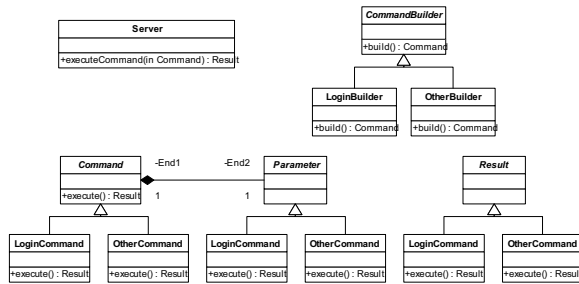 CommandBuilder
Server
+build() : Command
+executeCommand(in Command) : Result
LoginBuilder
OtherBuilder
+build() : Command
+build() : Command
Command
-End1
-End2
Parameter
Result
+execute() : Result
1
1
LoginCommand
OtherCommand
LoginCommand
OtherCommand
LoginCommand
OtherCommand
+execute() : Result
+execute() : Result
+execute() : Result
+execute() : Result
+execute() : Result
+execute() : Result